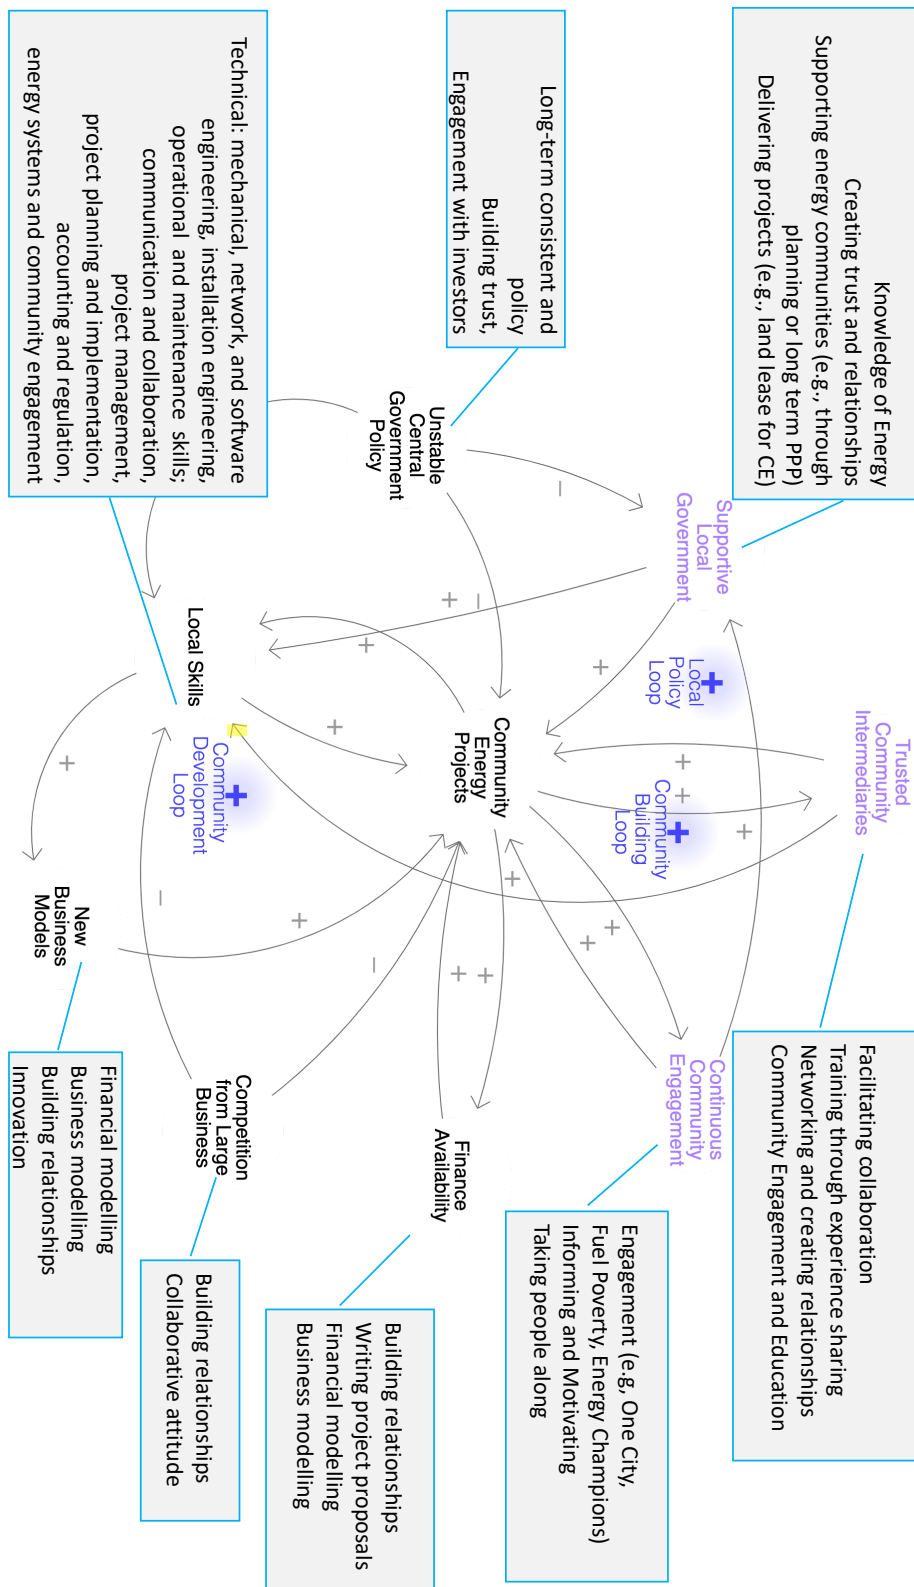 Knowledge of Energy
Creating trust and relationships
Supporting energy communities (e.g., through
planning or long term PPP)
Delivering projects (e.g., land lease for CE)
Facilitating collaboration
Training through experience sharing
Networking and creating relationships
Community Engagement and Education
Trusted
Community
Intermediaries
Supportive
Local
Government
+
Local
Policy
Loop
+
Community
Building
Loop
Continuous
Community
Engagement
Long-term consistent and
policy
Building trust,
Engagement with investors
Engagement (e.g, One City,
Fuel Poverty, Energy Champions)
Informing and Motivating
Taking people along
Unstable
Central
Government
Policy
Community
Energy
Projects
Finance
Availability
Building relationships
Writing project proposals
Financial modelling
Business modelling
Technical: mechanical, network, and software
engineering, installation engineering,
operational and maintenance skills;
communication and collaboration,
project management,
project planning and implementation,
accounting and regulation,
energy systems and community engagement
Local Skills
+
Community
Development
Loop
Competition
from Large
Business
Building relationships
Collaborative attitude
New
Business
Models
Financial modelling
Business modelling
Building relationships
Innovation
–
+
–
+
+
+
+
+
+
+
+
+
+
+
+
–
–
+
+